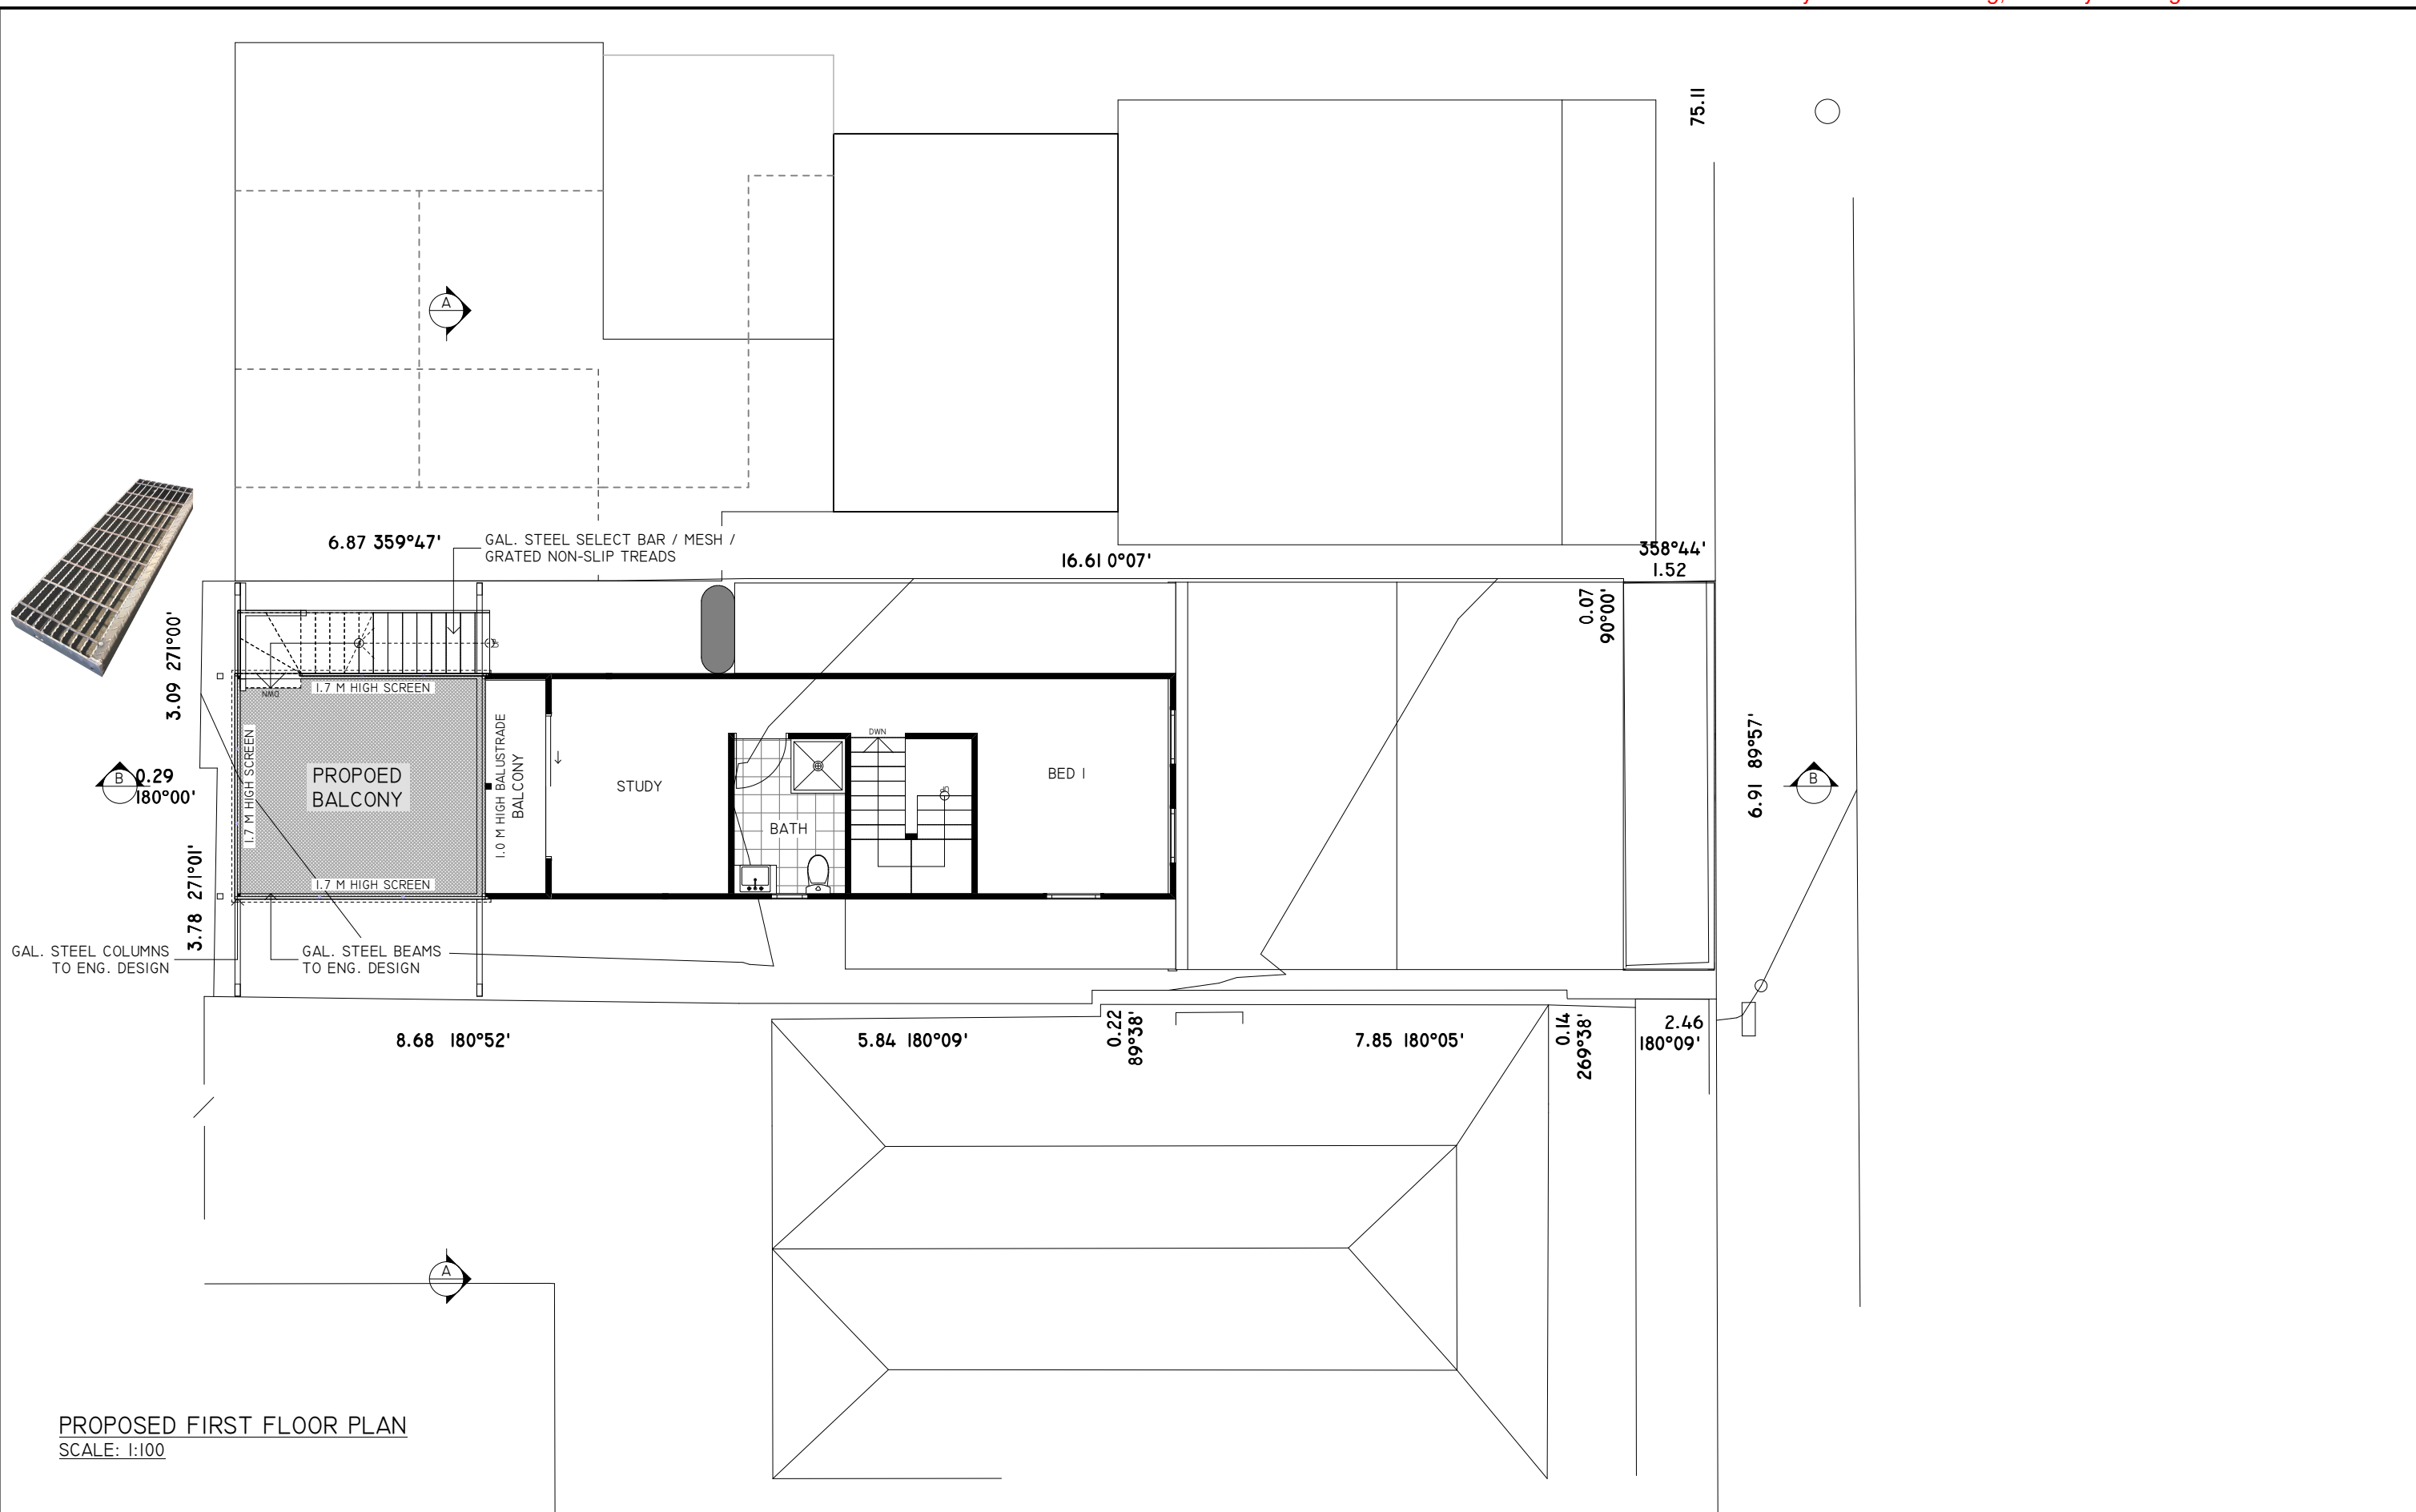 75.11
6.87 359°47'
GAL. STEEL SELECT BAR / MESH /
GRATED NON-SLIP TREADS
16.61 0°07'
358°44'
1.52
0.07
90°00'
3.09 271°00'
A
1.7 M HIGH SCREEN
DWN
UP
1.7 M HIGH SCREEN
PROPOED
BALCONY
1.0 M HIGH BALUSTRADE
BALCONY
STUDY
BATH
DWN
UP
BED 1
B
0.29
180°00'
6.91 89°57'
B
1.7 M HIGH SCREEN
3.78 271°01'
GAL. STEEL COLUMNS
TO ENG. DESIGN
GAL. STEEL BEAMS
TO ENG. DESIGN
8.68 180°52'
5.84 180°09'
0.22
89°38'
7.85 180°05'
0.14
269°38'
2.46
180°09'
A
PROPOSED FIRST FLOOR PLAN
SCALE: 1:100